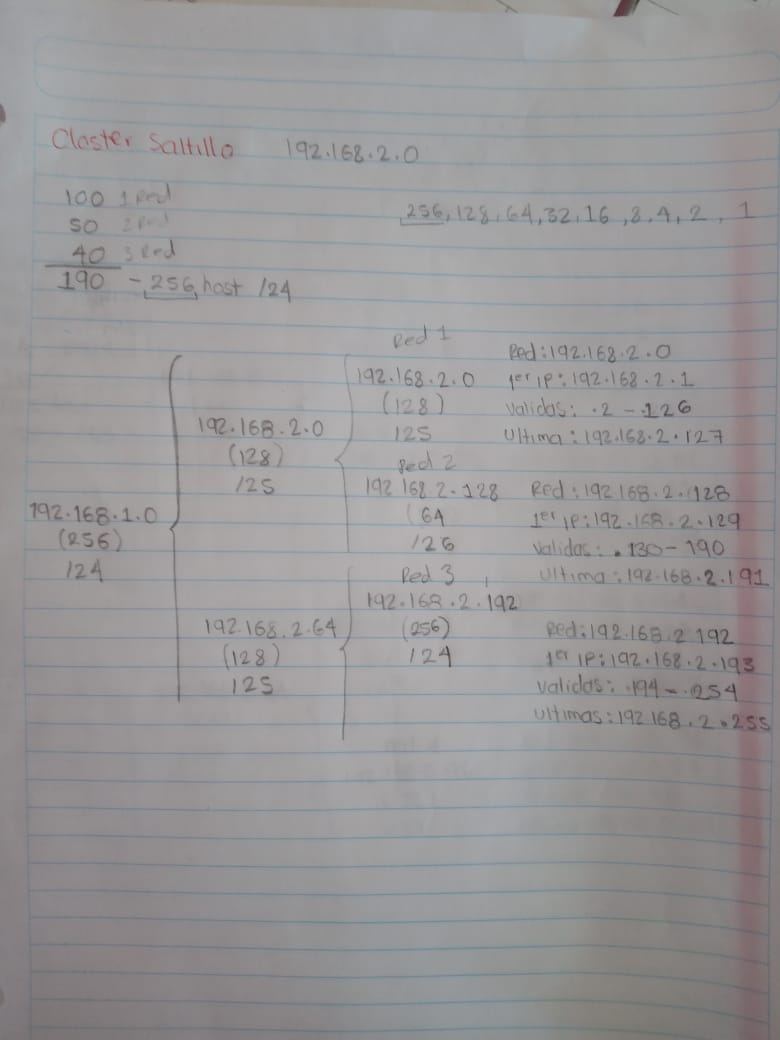 Claster Saltillo 192.168.2.0
100 1 Red
50 2 Red
40 3 Red
190 - 256 host /24
256, 128, 64, 32, 16, 8, 4, 2, 1
192.168.1.0
(256)
/24
192.168.2.0
(128)
125
192.168.2.64
(128)
125
Red 1
192.168.2.0
(128)
125
Red: 192.168.2.0
1er ip: 192.168.2.1
validas: .2 - .126
Ultima: 192.168.2.127
Red 2
192.168.2.128
(64
126
Red: 192.168.2.128
1er ip: 192.168.2.129
validas: .130 - 190
Ultima: 192.168.2.191
Red 3
192.168.2.192
(256)
124
Red: 192.168.2 192
1er ip: 192.168.2.193
validas: .194 - .254
Ultimas: 192.168.2.255